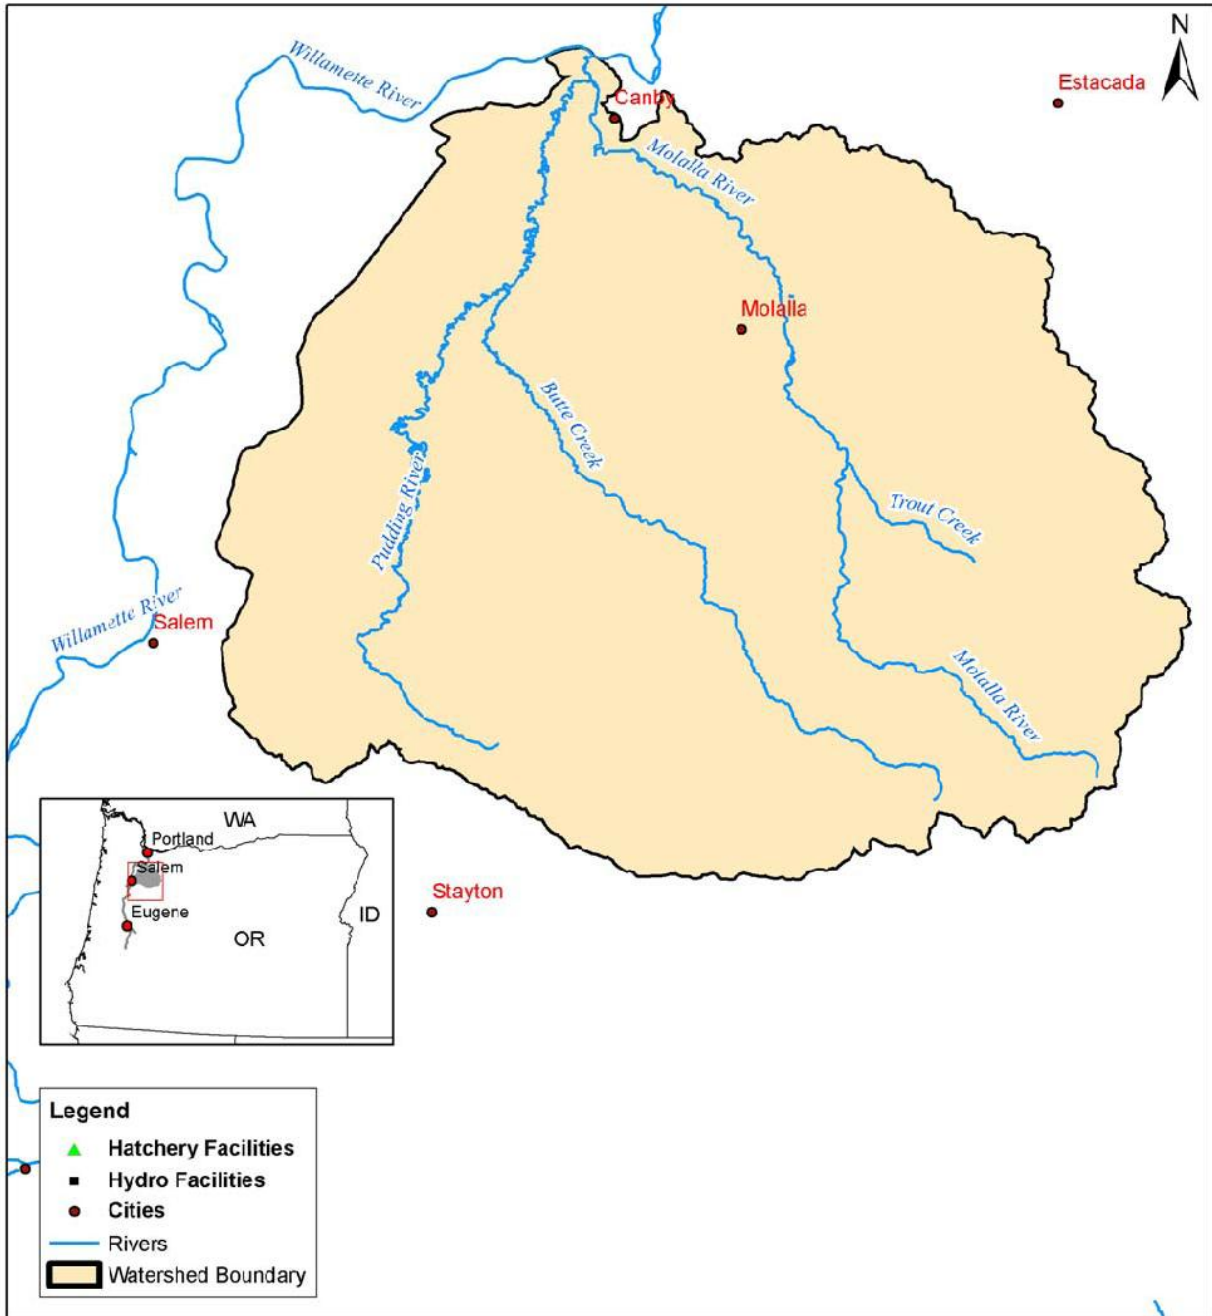 N
Willamette River
Estacada
Canby
Molalla River
Molalla
Butte Creek
Pudding River
Trout Creek
Willamette River
Salem
Molalla River
WA
Portland
Salem
Eugene
ID
OR
Stayton
Legend
Hatchery Facilities
Hydro Facilities
Cities
Rivers
Watershed Boundary